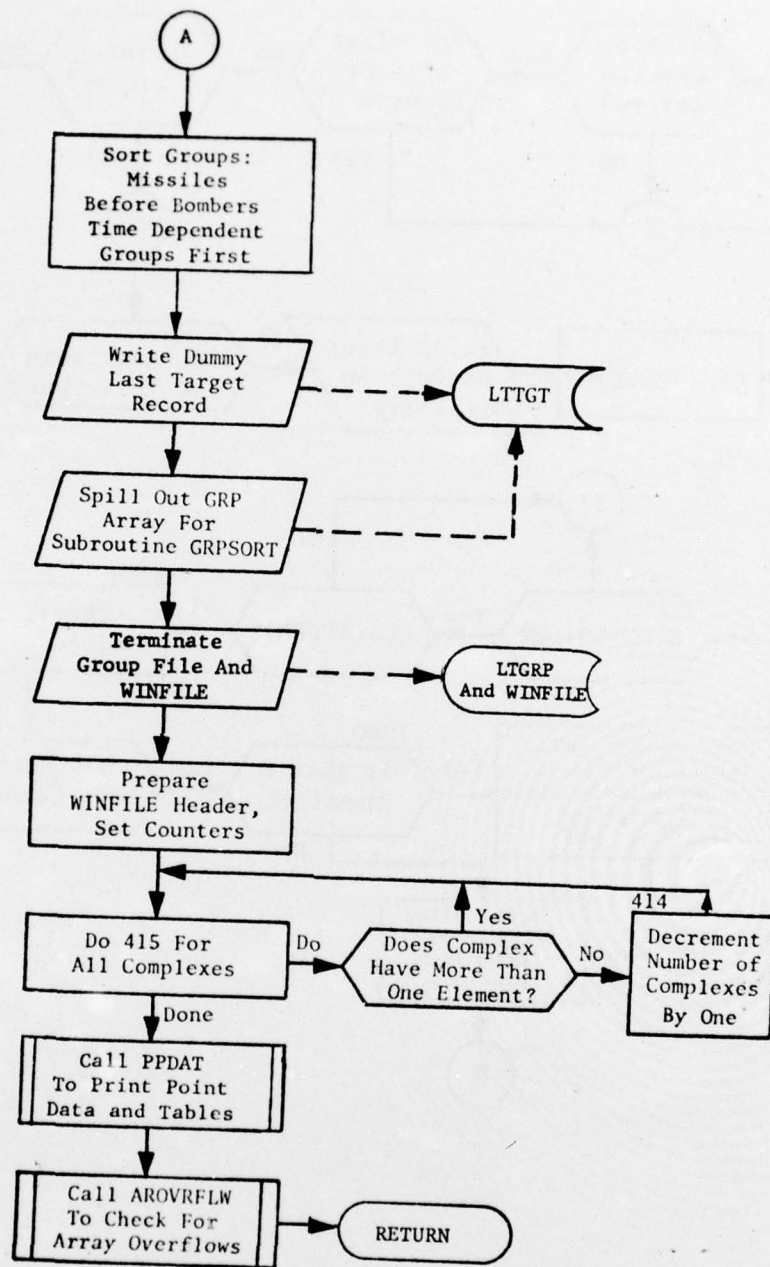 A
Sort Groups:
Missiles
Before Bombers
Time Dependent
Groups First
Write Dummy
Last Target
Record
LTTGT
Spill Out GRP
Array For
Subroutine GRPSORT
Terminate
Group File And
WINFILE
LTGRP
And WINFILE
Prepare
WINFILE Header,
Set Counters
Do 415 For
All Complexes
Do
Does Complex
Have More Than
One Element?
Yes
No
414
Decrement
Number of
Complexes
By One
Done
Call PPDAT
To Print Point
Data and Tables
Call AROVRFLW
To Check For
Array Overflows
RETURN